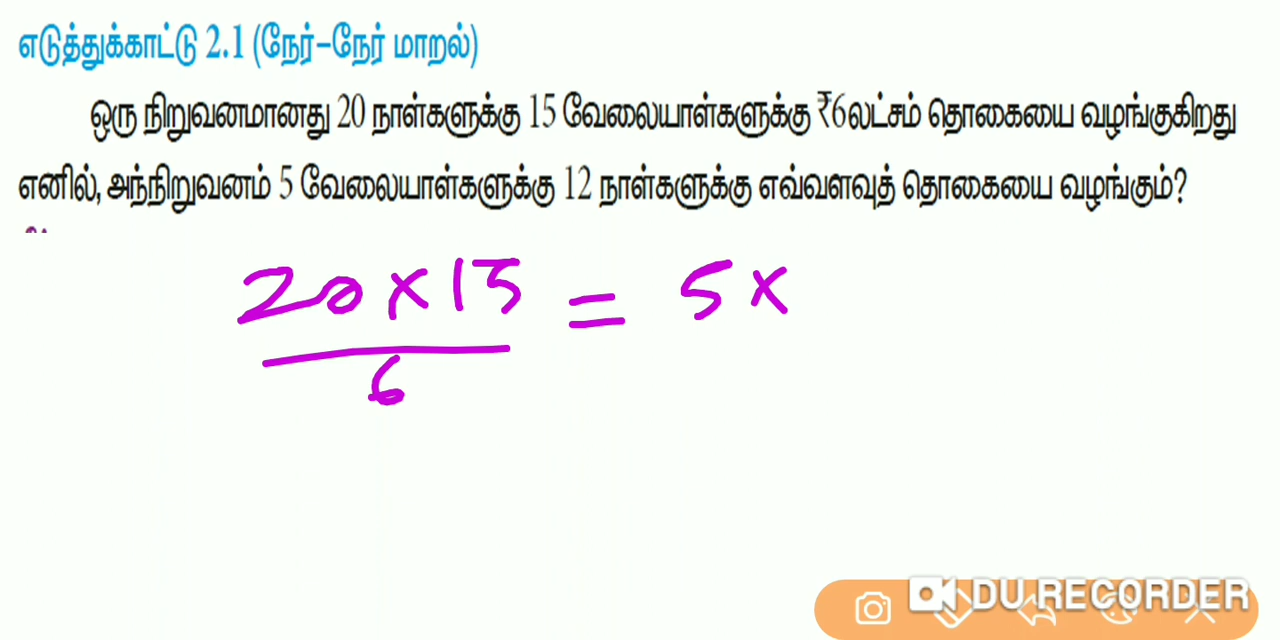 எடுத்துக்காட்டு 2.1 (நேர்–நேர் மாறல்)
ஒரு நிறுவனமானது 20 நாள்களுக்கு 15 வேலையாள்களுக்கு ₹6லட்சம் தொகையை வழங்குகிறது
எனில், அந்நிறுவனம் 5 வேலையாள்களுக்கு 12 நாள்களுக்கு எவ்வளவுத் தொகையை வழங்கும்?
20 × 15 = 5 ×
6
DU RECORDER